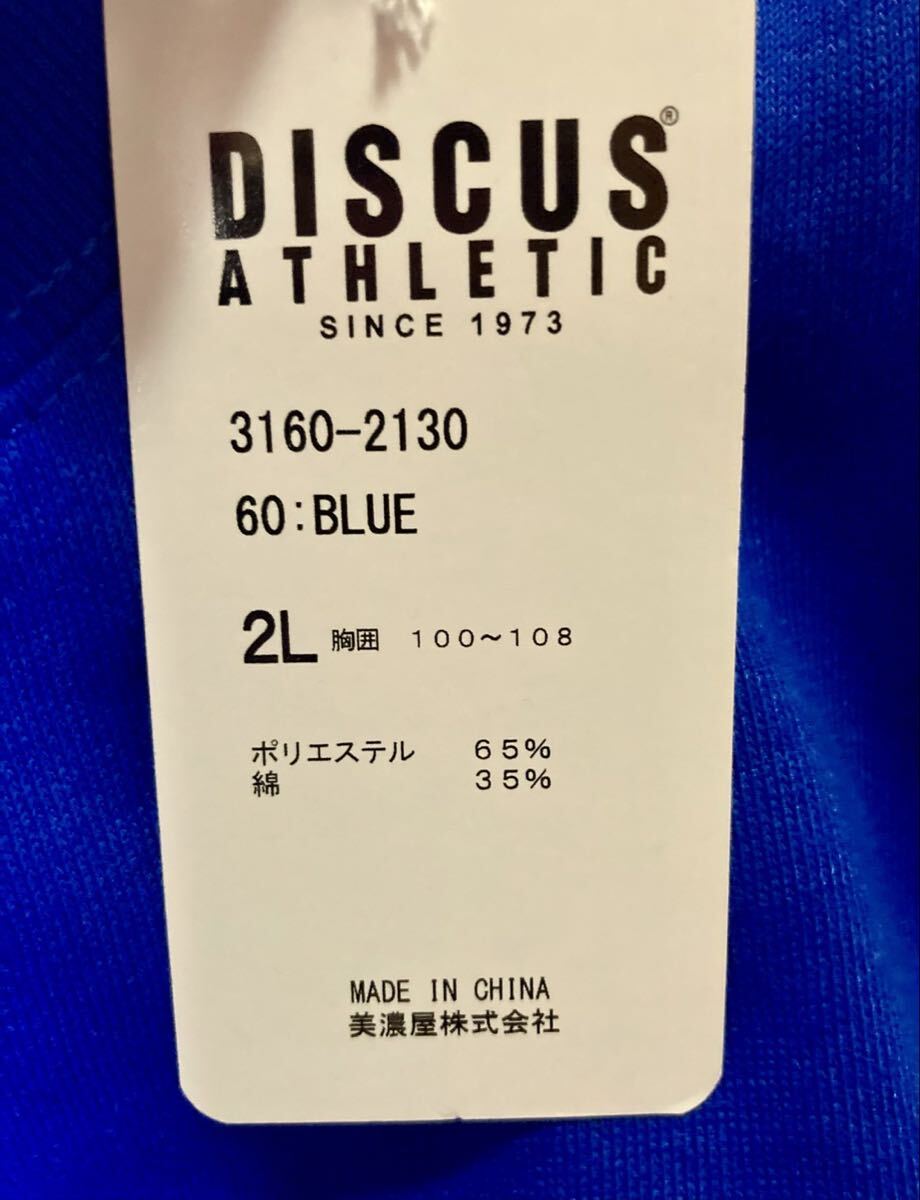 DISCUS®
ATHLETIC
SINCE 1973
3160-2130
60:BLUE
2L 胸囲 100~108
ポリエステル 65%
綿 35%
MADE IN CHINA
美濃屋株式会社